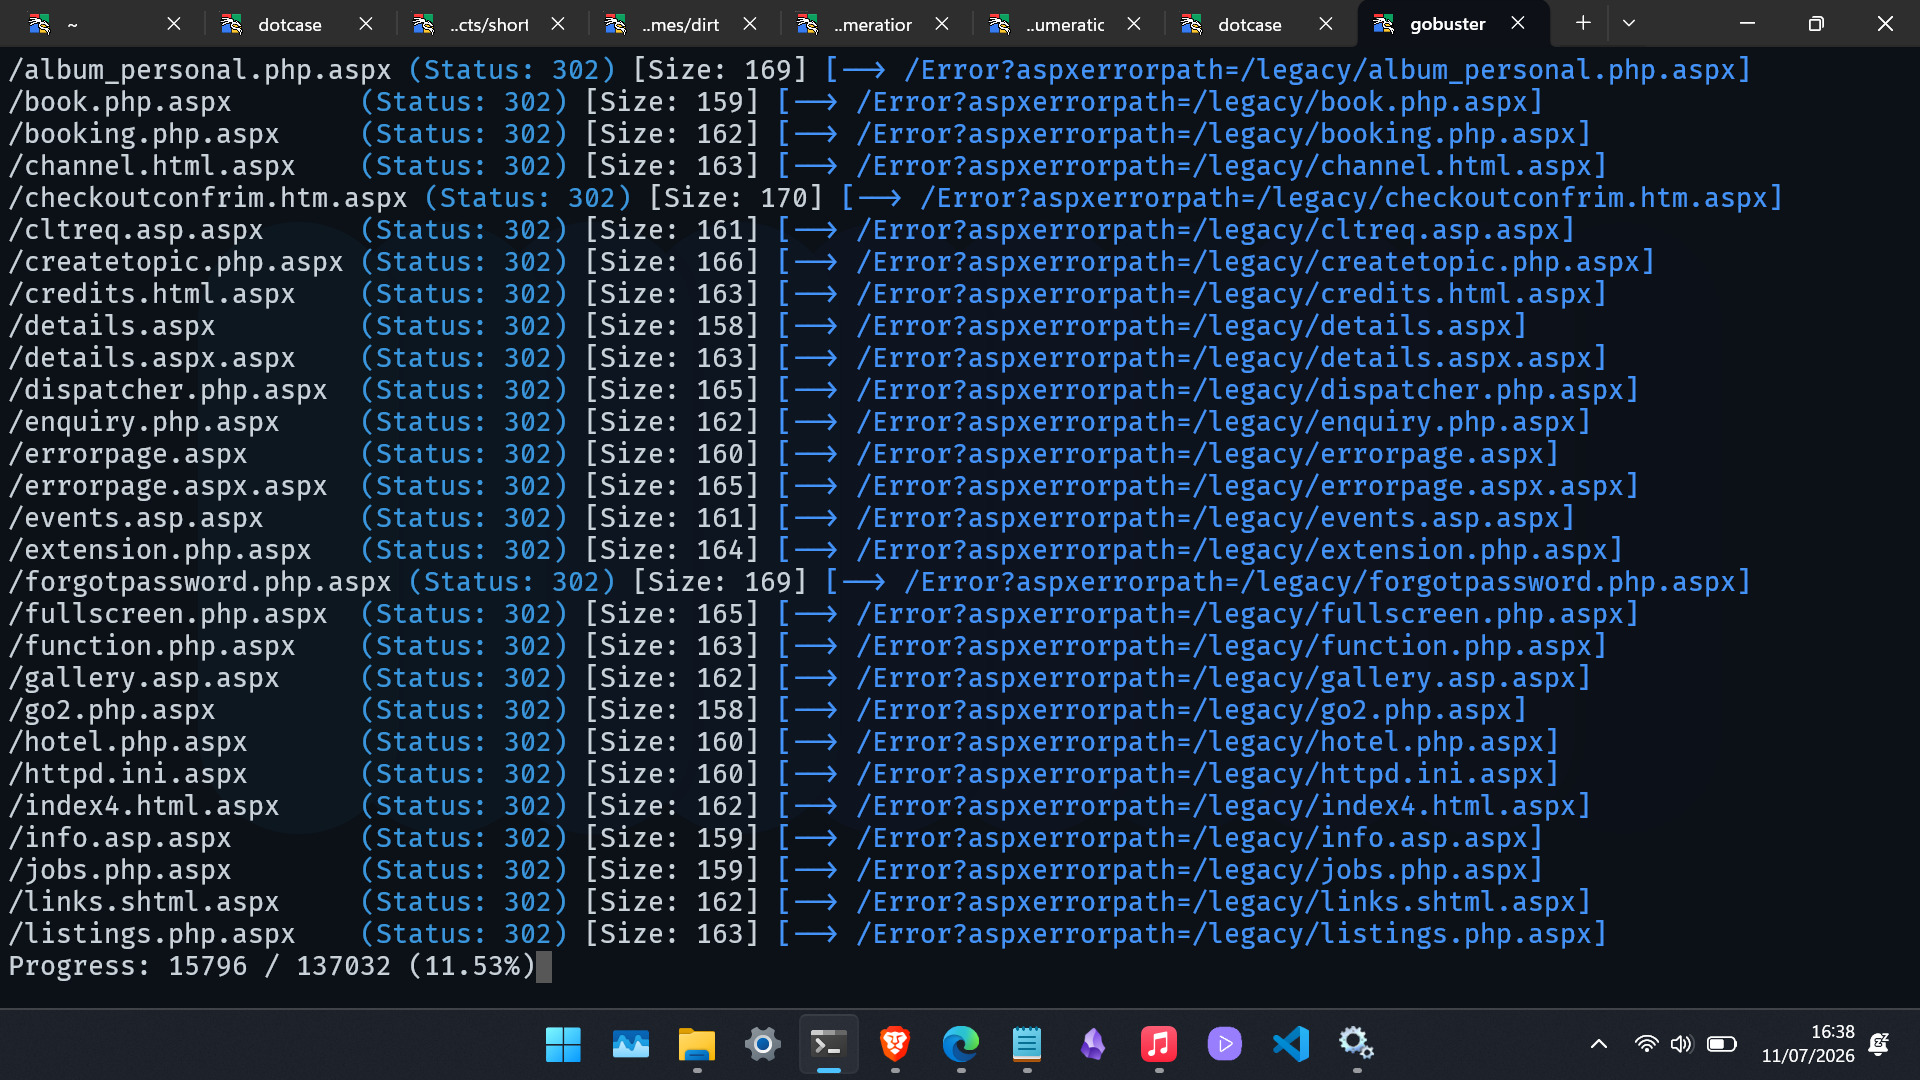 ~ dotcase ..cts/short ..mes/dirt ..meration ..umeratic dotcase gobuster
/album_personal.php.aspx (Status: 302) [Size: 169] [--> /Error?aspxerrorpath=/legacy/album_personal.php.aspx]
/book.php.aspx (Status: 302) [Size: 159] [--> /Error?aspxerrorpath=/legacy/book.php.aspx]
/booking.php.aspx (Status: 302) [Size: 162] [--> /Error?aspxerrorpath=/legacy/booking.php.aspx]
/channel.html.aspx (Status: 302) [Size: 163] [--> /Error?aspxerrorpath=/legacy/channel.html.aspx]
/checkoutconfrim.htm.aspx (Status: 302) [Size: 170] [--> /Error?aspxerrorpath=/legacy/checkoutconfrim.htm.aspx]
/cltreq.asp.aspx (Status: 302) [Size: 161] [--> /Error?aspxerrorpath=/legacy/cltreq.asp.aspx]
/createtopic.php.aspx (Status: 302) [Size: 166] [--> /Error?aspxerrorpath=/legacy/createtopic.php.aspx]
/credits.html.aspx (Status: 302) [Size: 163] [--> /Error?aspxerrorpath=/legacy/credits.html.aspx]
/details.aspx (Status: 302) [Size: 158] [--> /Error?aspxerrorpath=/legacy/details.aspx]
/details.aspx.aspx (Status: 302) [Size: 163] [--> /Error?aspxerrorpath=/legacy/details.aspx.aspx]
/dispatcher.php.aspx (Status: 302) [Size: 165] [--> /Error?aspxerrorpath=/legacy/dispatcher.php.aspx]
/enquiry.php.aspx (Status: 302) [Size: 162] [--> /Error?aspxerrorpath=/legacy/enquiry.php.aspx]
/errorpage.aspx (Status: 302) [Size: 160] [--> /Error?aspxerrorpath=/legacy/errorpage.aspx]
/errorpage.aspx.aspx (Status: 302) [Size: 165] [--> /Error?aspxerrorpath=/legacy/errorpage.aspx.aspx]
/events.asp.aspx (Status: 302) [Size: 161] [--> /Error?aspxerrorpath=/legacy/events.asp.aspx]
/extension.php.aspx (Status: 302) [Size: 164] [--> /Error?aspxerrorpath=/legacy/extension.php.aspx]
/forgotpassword.php.aspx (Status: 302) [Size: 169] [--> /Error?aspxerrorpath=/legacy/forgotpassword.php.aspx]
/fullscreen.php.aspx (Status: 302) [Size: 165] [--> /Error?aspxerrorpath=/legacy/fullscreen.php.aspx]
/function.php.aspx (Status: 302) [Size: 163] [--> /Error?aspxerrorpath=/legacy/function.php.aspx]
/gallery.asp.aspx (Status: 302) [Size: 162] [--> /Error?aspxerrorpath=/legacy/gallery.asp.aspx]
/go2.php.aspx (Status: 302) [Size: 158] [--> /Error?aspxerrorpath=/legacy/go2.php.aspx]
/hotel.php.aspx (Status: 302) [Size: 160] [--> /Error?aspxerrorpath=/legacy/hotel.php.aspx]
/httpd.ini.aspx (Status: 302) [Size: 160] [--> /Error?aspxerrorpath=/legacy/httpd.ini.aspx]
/index4.html.aspx (Status: 302) [Size: 162] [--> /Error?aspxerrorpath=/legacy/index4.html.aspx]
/info.asp.aspx (Status: 302) [Size: 159] [--> /Error?aspxerrorpath=/legacy/info.asp.aspx]
/jobs.php.aspx (Status: 302) [Size: 159] [--> /Error?aspxerrorpath=/legacy/jobs.php.aspx]
/links.shtml.aspx (Status: 302) [Size: 162] [--> /Error?aspxerrorpath=/legacy/links.shtml.aspx]
/listings.php.aspx (Status: 302) [Size: 163] [--> /Error?aspxerrorpath=/legacy/listings.php.aspx]
Progress: 15796 / 137032 (11.53%)
16:38
11/07/2026